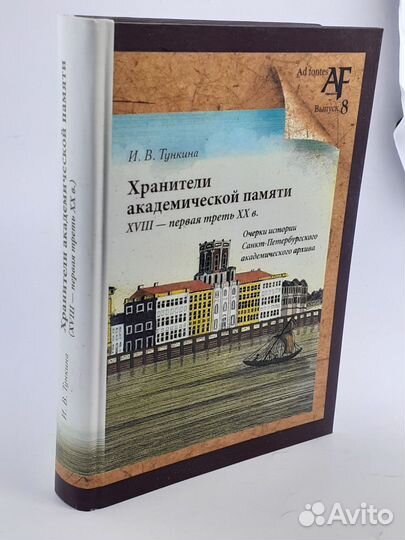 Ad fontes
AF
Выпуск 8
И. В. Тункина
Хранители
академической памяти
XVIII — первая треть XX в.
Очерки истории
Санкт-Петербургского
академического архива
И. В. Тункина
Хранители академической памяти
(XVIII — первая треть XX в.)
Avito